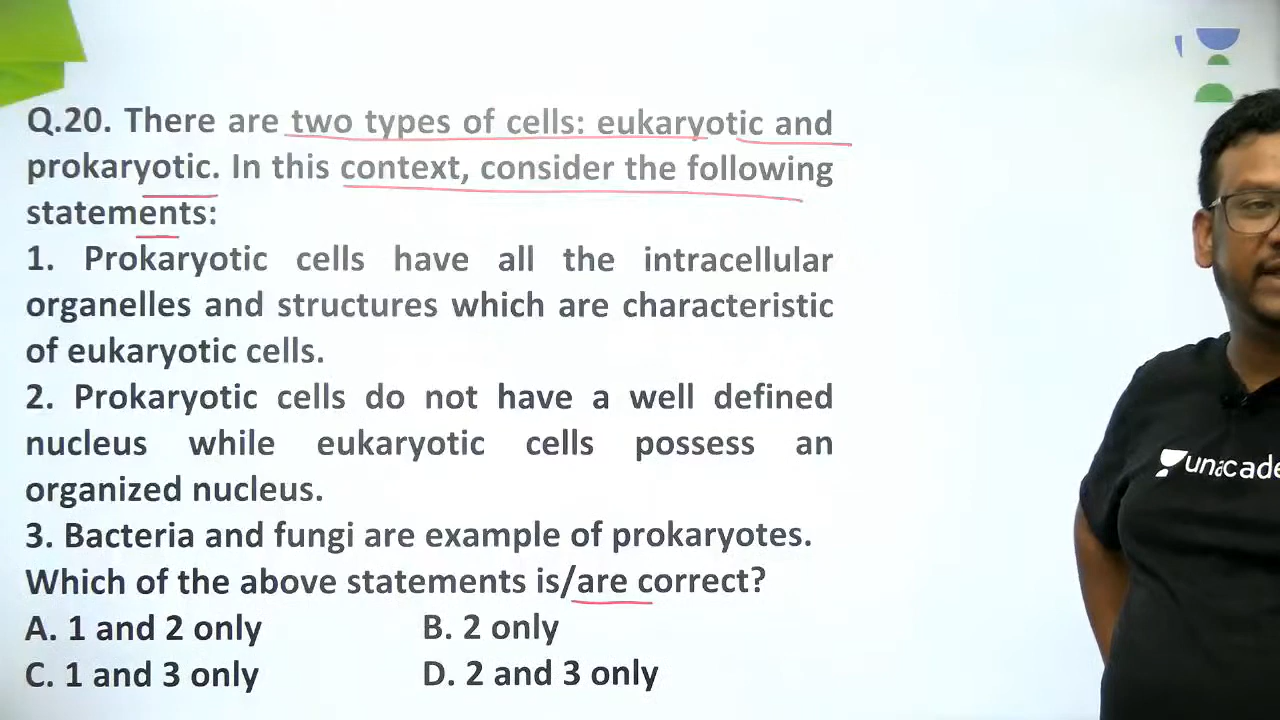 Q.20. There are two types of cells: eukaryotic and
prokaryotic. In this context, consider the following
statements:
1. Prokaryotic cells have all the intracellular
organelles and structures which are characteristic
of eukaryotic cells.
2. Prokaryotic cells do not have a well defined
nucleus while eukaryotic cells possess an
organized nucleus.
3. Bacteria and fungi are example of prokaryotes.
Which of the above statements is/are correct?
A. 1 and 2 only B. 2 only
C. 1 and 3 only D. 2 and 3 only
unacade